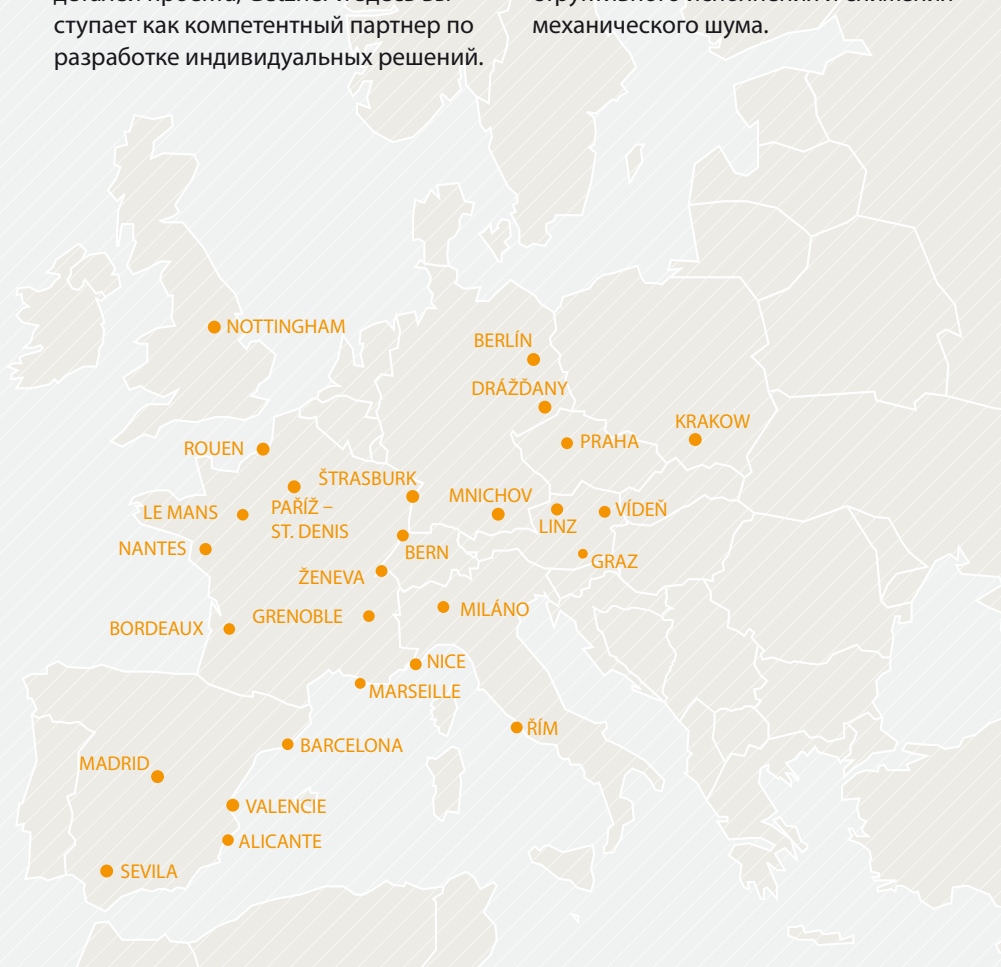 ступает как компетентный партнер по
разработке индивидуальных решений.
механического шума.
NOTTINGHAM
BERLÍN
DRÁŽĎANY
KRAKOW
PRAHA
ROUEN
ŠTRASBURK
MNICHOV
LE MANS
PAŘÍŽ –
ST. DENIS
VÍDEŇ
LINZ
NANTES
BERN
GRAZ
ŽENEVA
GRENOBLE
MILÁNO
BORDEAUX
NICE
MARSEILLE
ŘÍM
BARCELONA
MADRID
VALENCIE
ALICANTE
SEVILA